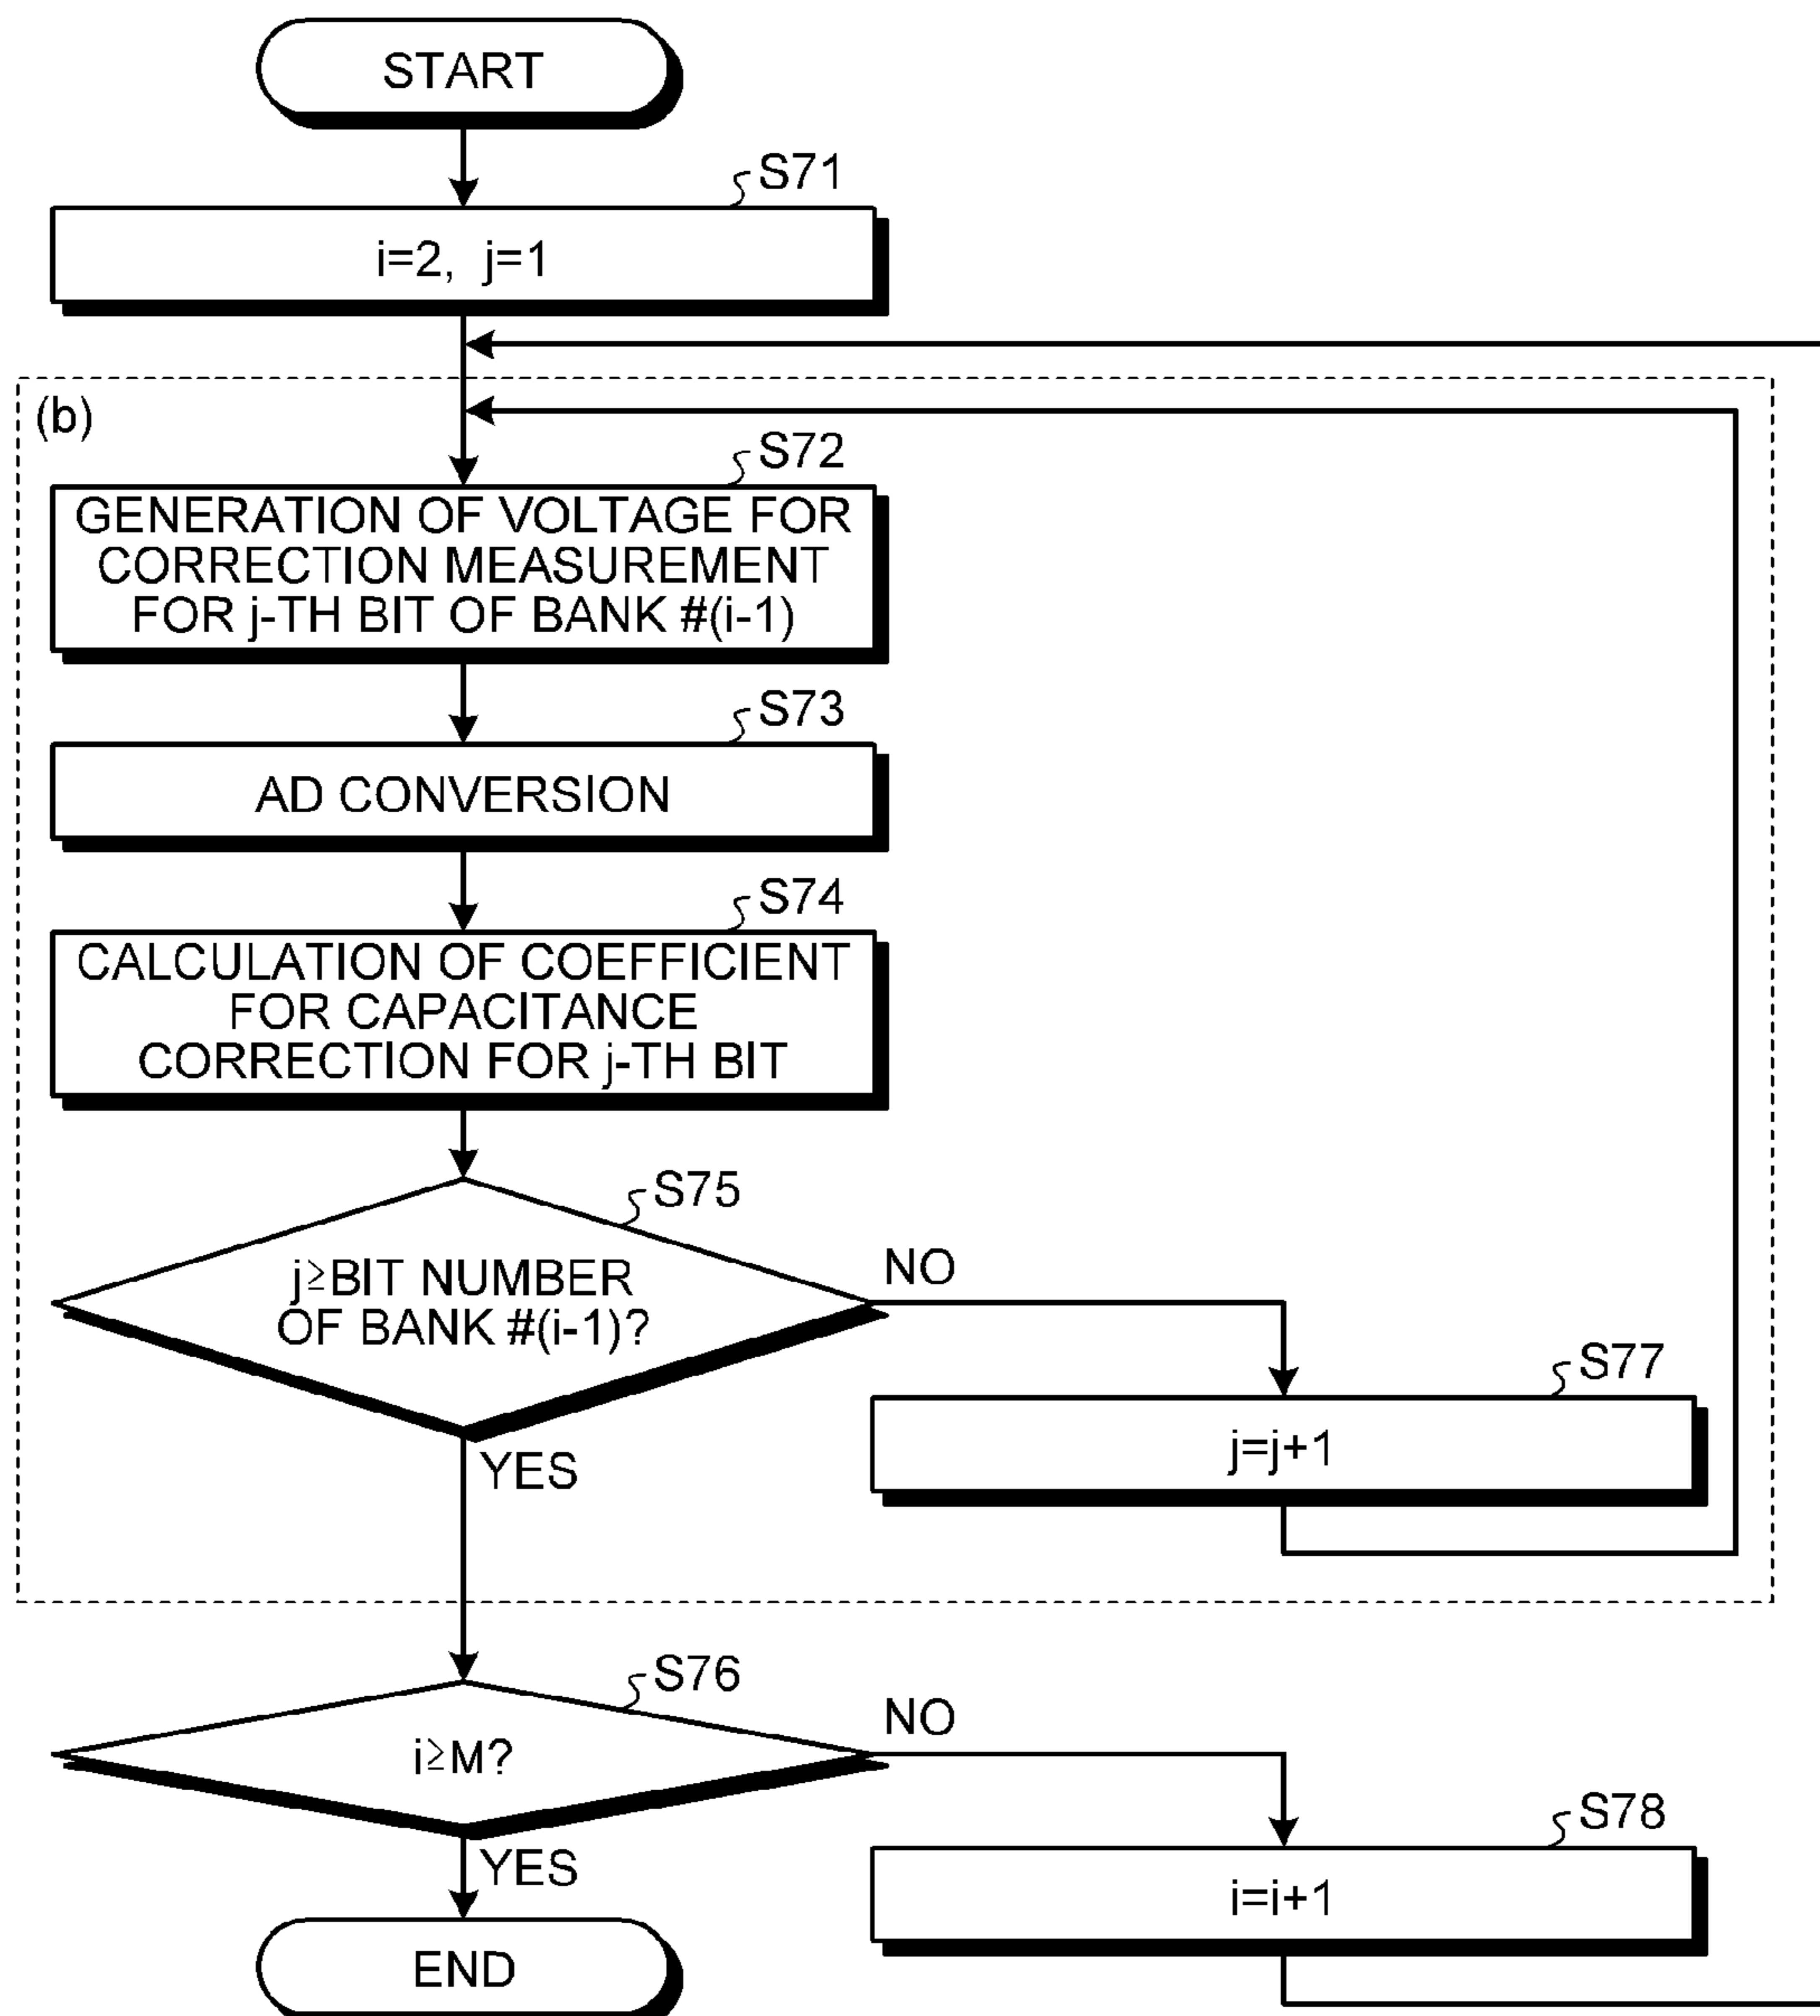 START
S71
i=2, j=1
(b)
S72
GENERATION OF VOLTAGE FOR
CORRECTION MEASUREMENT
FOR j-TH BIT OF BANK #(i-1)
S73
AD CONVERSION
S74
CALCULATION OF COEFFICIENT
FOR CAPACITANCE
CORRECTION FOR j-TH BIT
S75
j≧BIT NUMBER
OF BANK #(i-1)?
NO
YES
S77
j=j+1
S76
i≧M?
NO
YES
S78
i=i+1
END